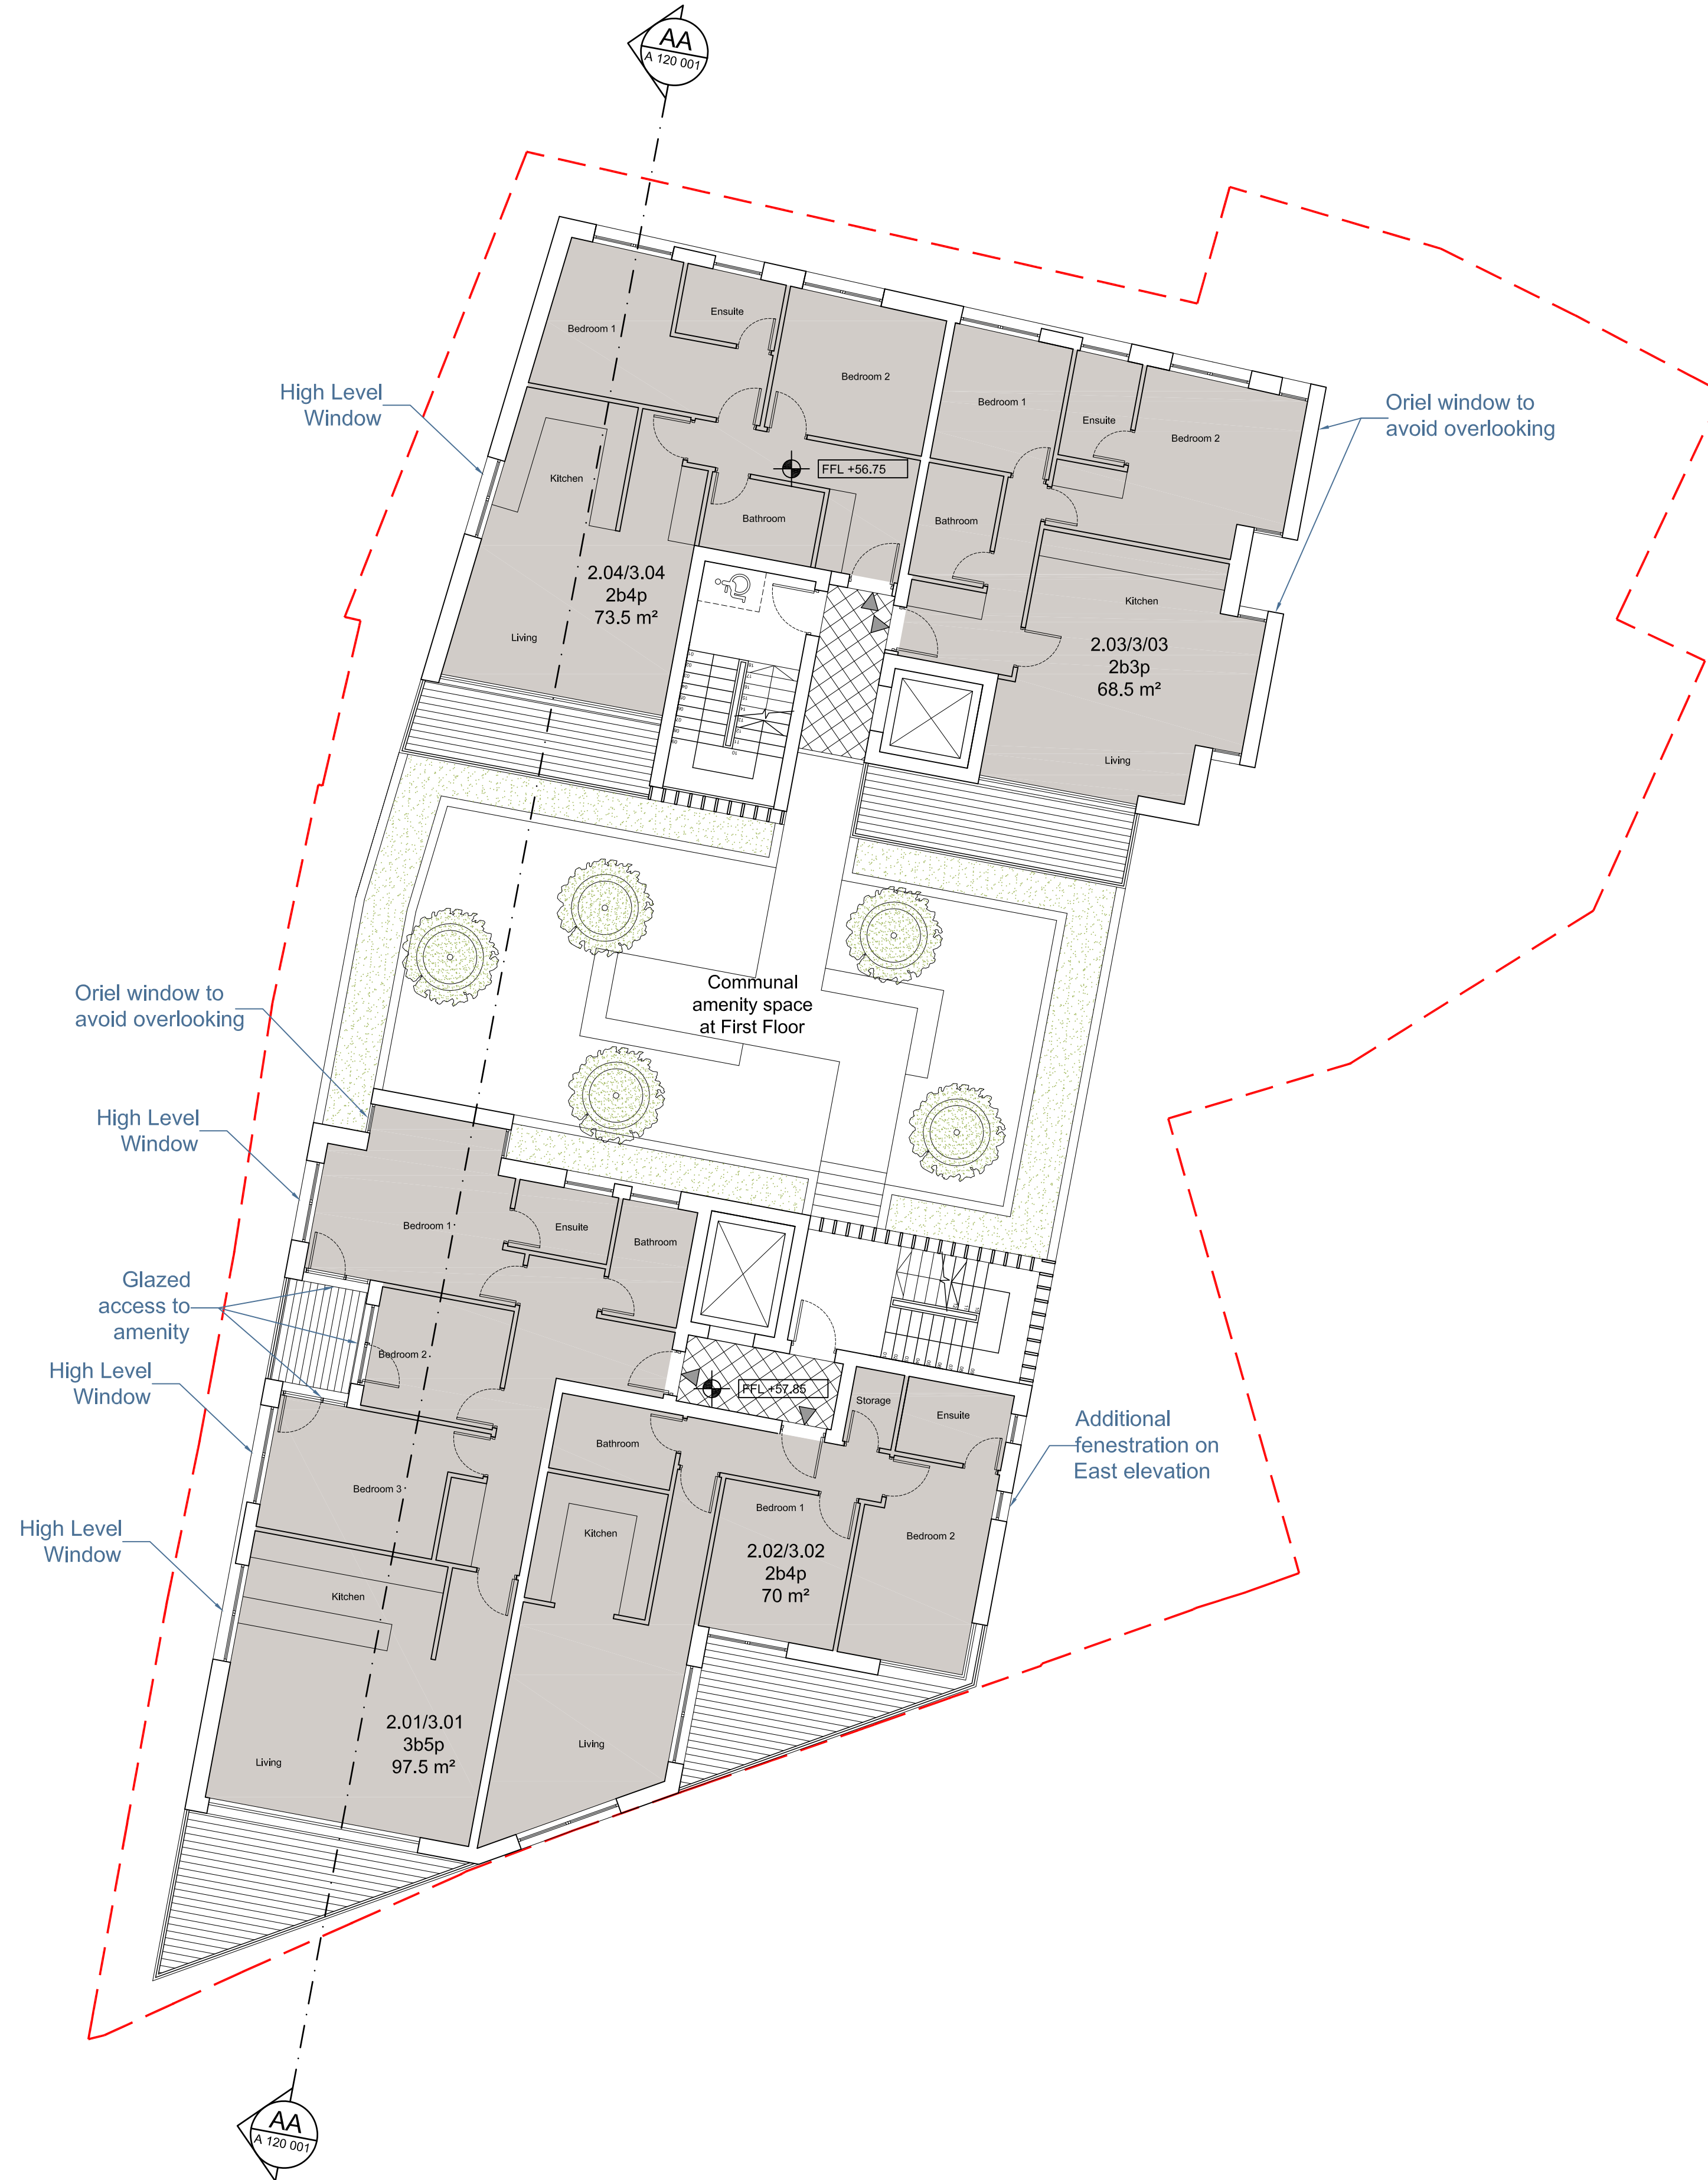 AA
A 120 001
High Level
Window
Oriel window to
avoid overlooking
Bedroom 1
Ensuite
Bedroom 2
Kitchen
FFL +56.75
Bathroom
2.04/3.04
2b4p
73.5 m²
Living
Bedroom 1
Ensuite
Bedroom 2
Bathroom
Kitchen
2.03/3/03
2b3p
68.5 m²
Living
Communal
amenity space
at First Floor
Oriel window to
avoid overlooking
High Level
Window
Glazed
access to
amenity
High Level
Window
High Level
Window
Bedroom 1
Ensuite
Bathroom
Bedroom 2
Bedroom 3
Kitchen
2.01/3.01
3b5p
97.5 m²
Living
FFL +57.85
Storage
Ensuite
Bathroom
Kitchen
Bedroom 1
Bedroom 2
2.02/3.02
2b4p
70 m²
Living
Additional
fenestration on
East elevation
AA
A 120 001